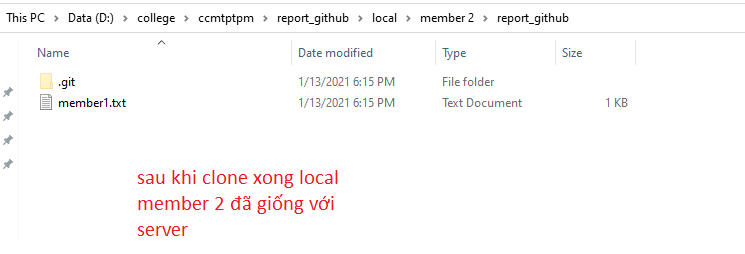 This PC > Data (D:) > college > ccmtptpm > report_github > local > member 2 > report_github
Name Date modified Type Size
.git 1/13/2021 6:15 PM File folder
member1.txt 1/13/2021 6:15 PM Text Document 1 KB
sau khi clone xong local
member 2 đã giống với
server